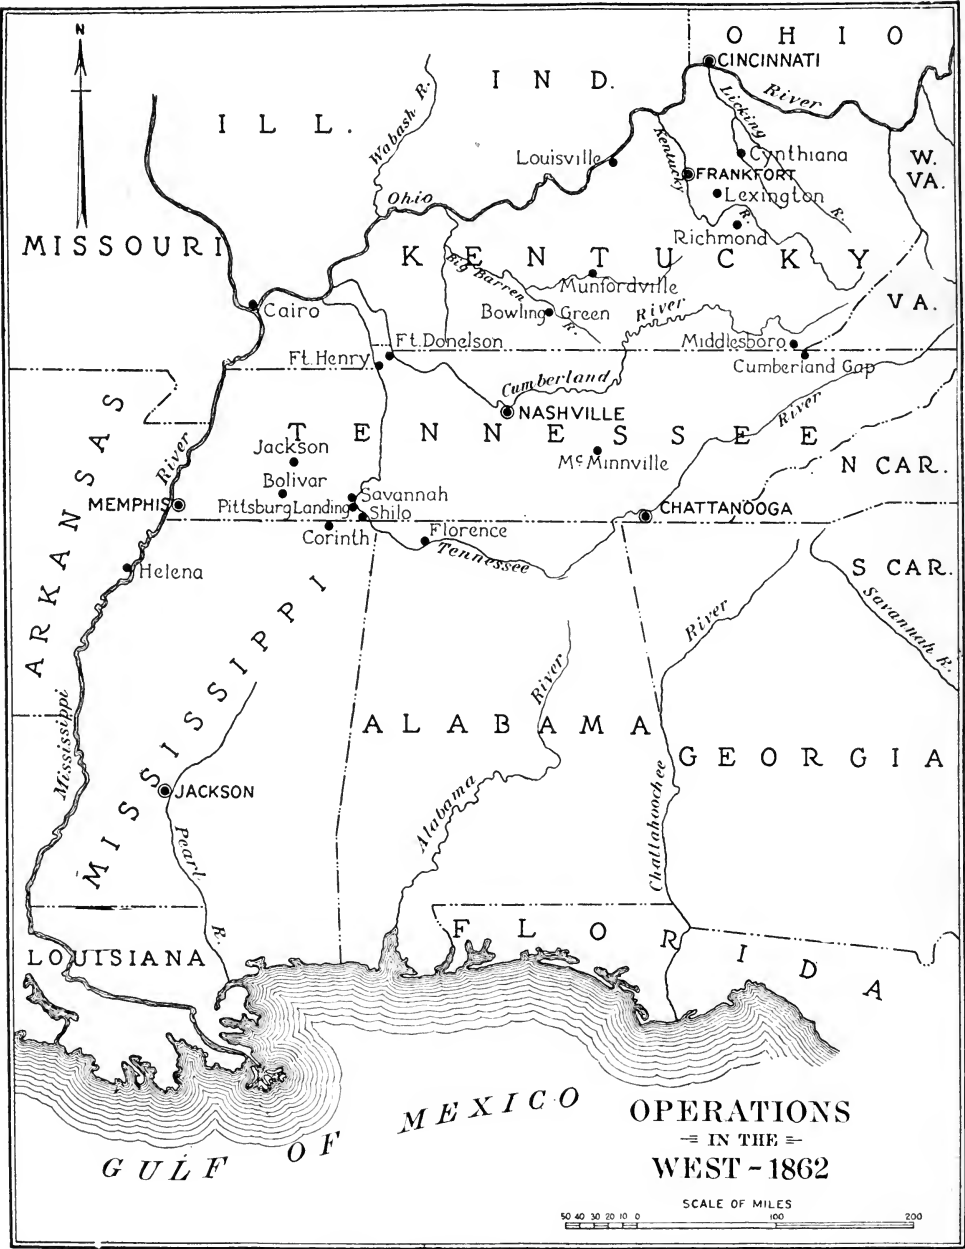 N
OHIO
CINCINNATI
IND.
River
Licking
R.
ILL.
Wabash R.
Louisville
Kentucky
R.
Cynthiana
FRANKFORT
Lexington
Richmond
W.
VA.
Ohio
MISSOURI
KENTUCKY
Big Barren
R.
Munfordville
Bowling Green
River
VA.
Cairo
Ft. Donelson
Ft. Henry
Middlesboro
Cumberland Gap
Cumberland
NASHVILLE
River
TENNESSEE
Jackson
McMinnville
N CAR.
Bolivar
River
Savannah
MEMPHIS
Pittsburg Landing
Shilo
CHATTANOOGA
Corinth
Florence
Tennessee
ARKANSAS
Helena
S CAR.
Savannah R.
River
River
MISSISSIPPI
Mississippi
ALABAMA
GEORGIA
JACKSON
Alabama
Chattahoochee
Pearl
R.
FLORIDA
LOUISIANA
GULF OF MEXICO
OPERATIONS
IN THE
WEST - 1862
SCALE OF MILES
50 40 30 20 10 0 100 200